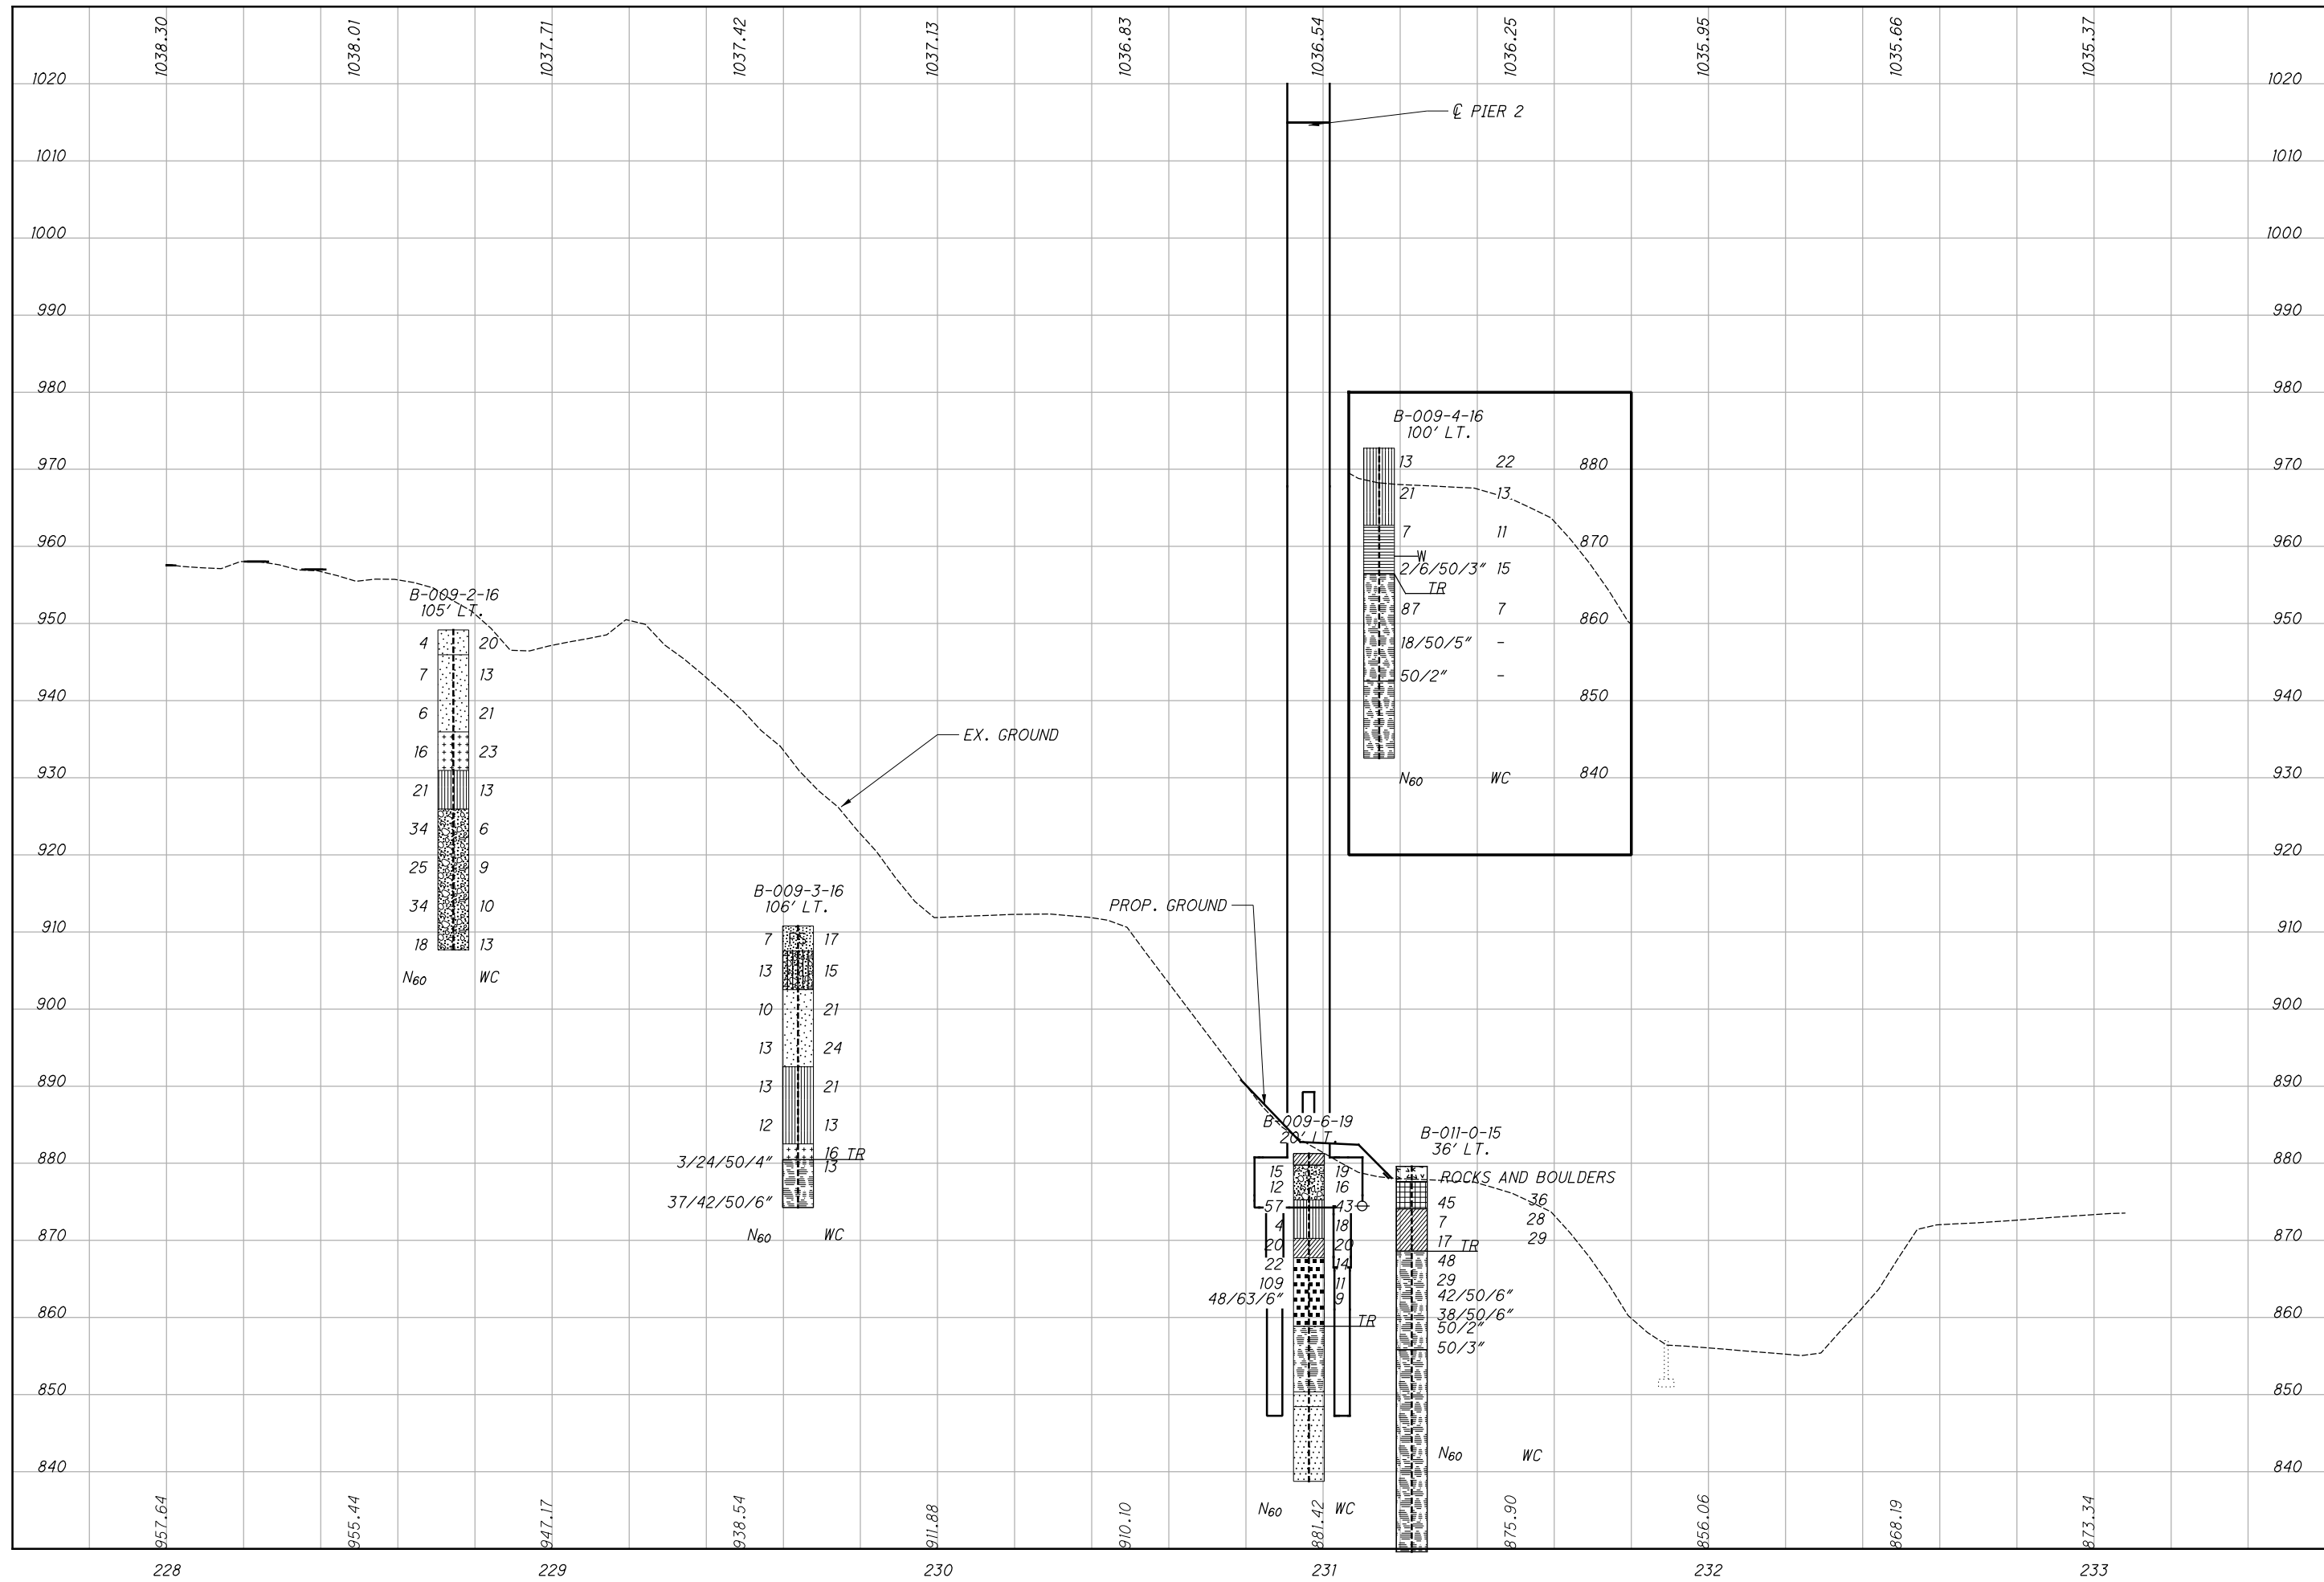 1038.30 1038.01 1037.71 1037.42 1037.13 1036.83 1036.54 1036.25 1035.95 1035.66 1035.37
1020 1020
℄ PIER 2
1010 1010
1000 1000
990 990
980 980
B-009-4-16
100' LT.
970 13 22 880 970
21 13
7 11
960 870 960
W
2/6/50/3" 15
TR
B-009-2-16
105' LT.
87 7
950 860 950
4 20 18/50/5" -
7 13 50/2" -
940 850 940
6 21
EX. GROUND
16 23
930 N60 WC 840 930
21 13
34 6
920 920
25 9
B-009-3-16
106' LT.
34 10 PROP. GROUND
910 910
18 13 7 PS 17
N60 WC 13 15
900 10 21 900
13 24
890 13 21 890
B-009-6-19
20' LT.
12 13
B-011-0-15
36' LT.
16 TR
880 3/24/50/4" 13 880
15 19 ROCKS AND BOULDERS
12 16
37/42/50/6" 57 43 45 36
4 18 7 28
870 N60 WC 20 20 17 TR 29 870
22 14 48
109 11 29
48/63/6" 9 42/50/6"
860 TR 38/50/6" 860
50/2"
50/3"
850 850
N60 WC
840 840
N60 WC
957.64 955.44 947.17 938.54 911.88 910.10 881.42 875.90 856.06 868.19 873.34
228 229 230 231 232 233